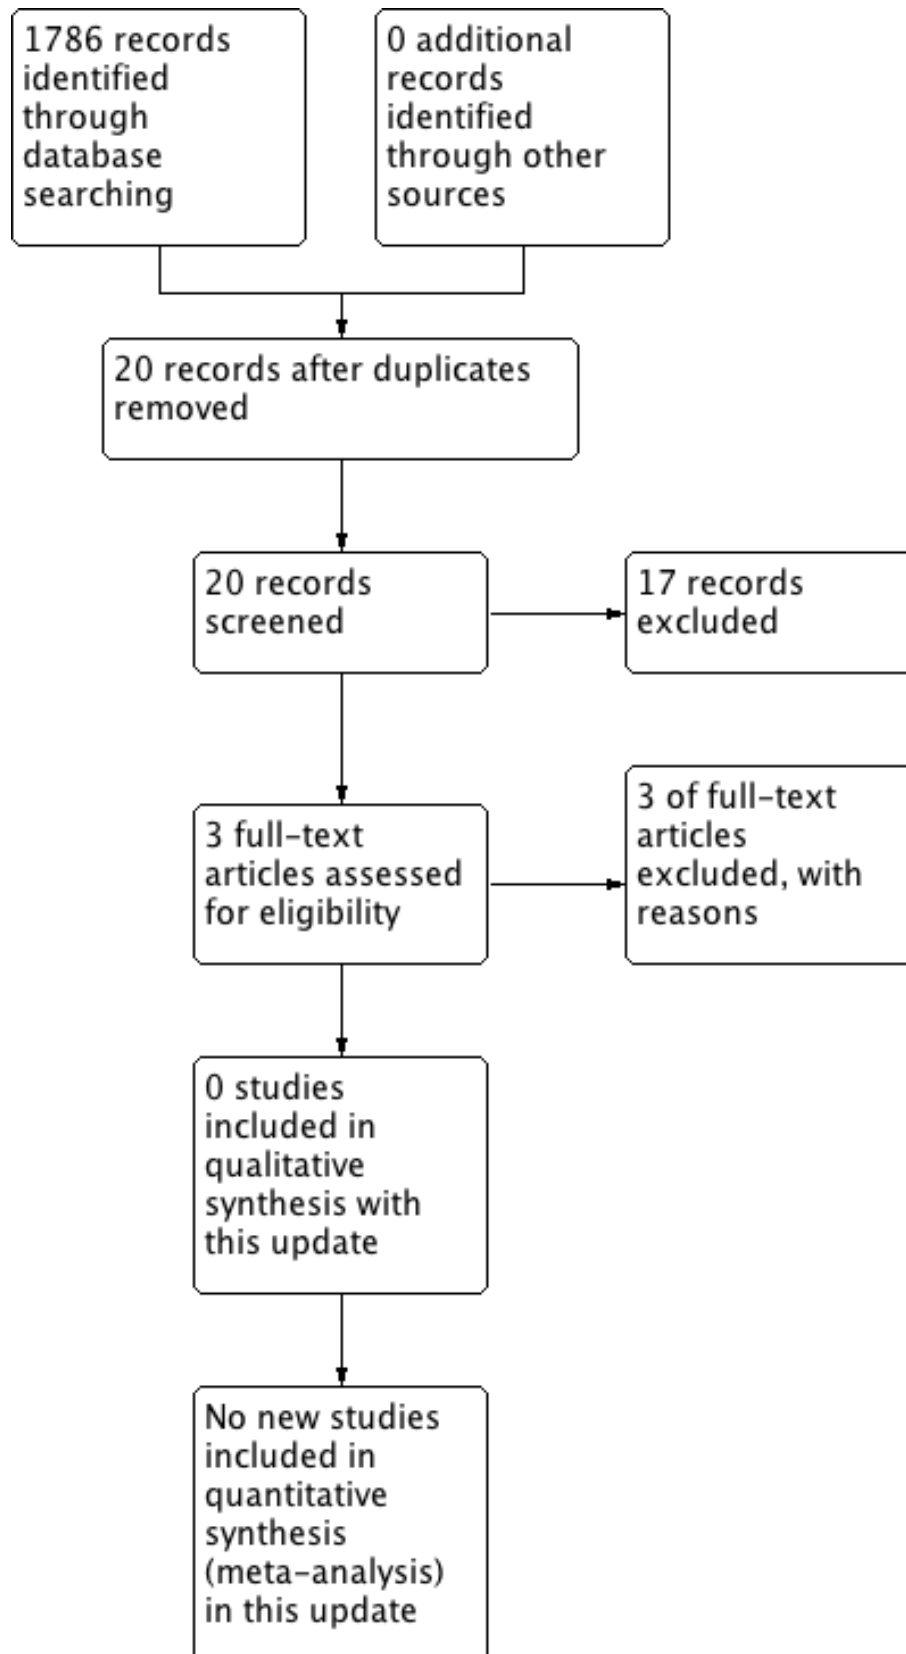 1786 records
identified
through
database
searching
0 additional
records
identified
through other
sources
20 records after duplicates
removed
20 records
screened
17 records
excluded
3 full-text
articles assessed
for eligibility
3 of full-text
articles
excluded, with
reasons
0 studies
included in
qualitative
synthesis with
this update
No new studies
included in
quantitative
synthesis
(meta-analysis)
in this update